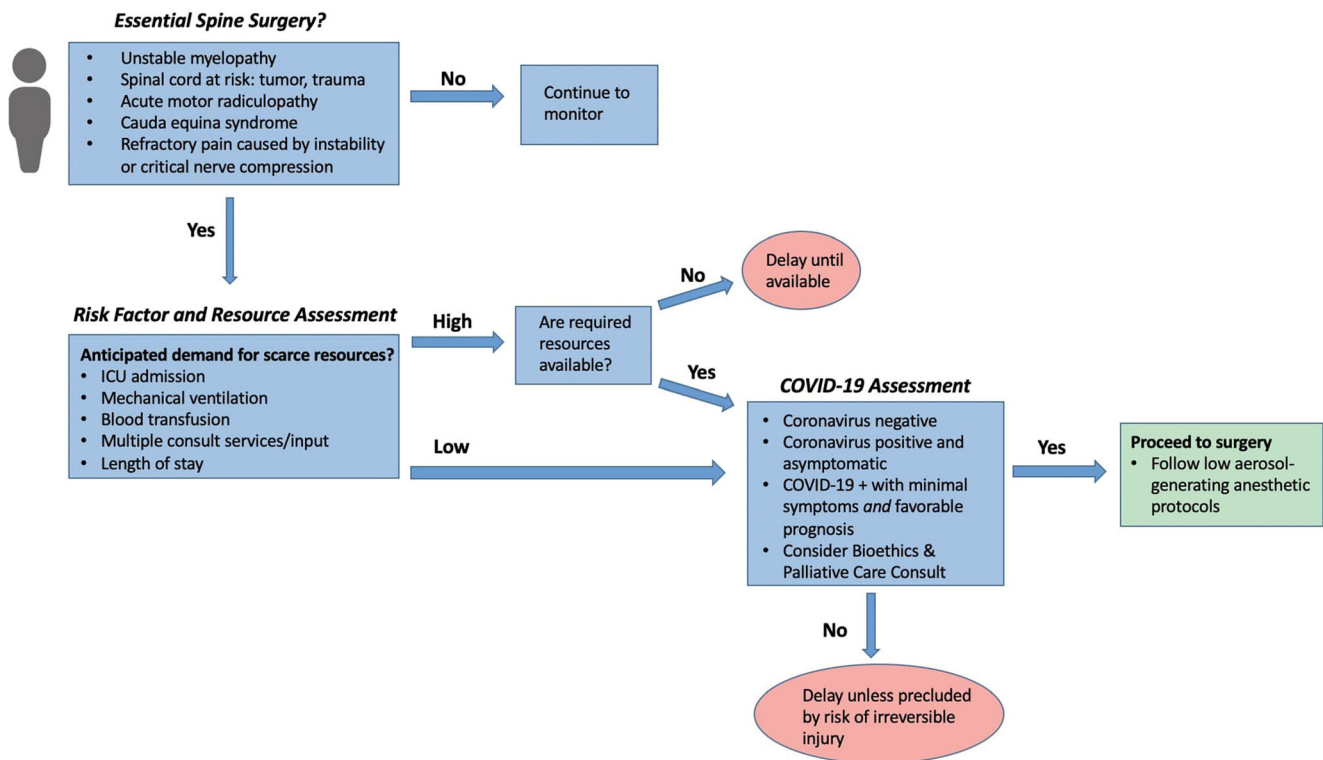 Essential Spine Surgery?
• Unstable myelopathy
• Spinal cord at risk: tumor, trauma
• Acute motor radiculopathy
• Cauda equina syndrome
• Refractory pain caused by instability
or critical nerve compression
No
Continue to
monitor
Yes
Risk Factor and Resource Assessment
Anticipated demand for scarce resources?
• ICU admission
• Mechanical ventilation
• Blood transfusion
• Multiple consult services/input
• Length of stay
High
Are required
resources
available?
No
Delay until
available
Yes
Low
COVID-19 Assessment
• Coronavirus negative
• Coronavirus positive and
asymptomatic
• COVID-19 + with minimal
symptoms and favorable
prognosis
• Consider Bioethics &
Palliative Care Consult
Yes
Proceed to surgery
• Follow low aerosol-
generating anesthetic
protocols
No
Delay unless precluded
by risk of irreversible
injury